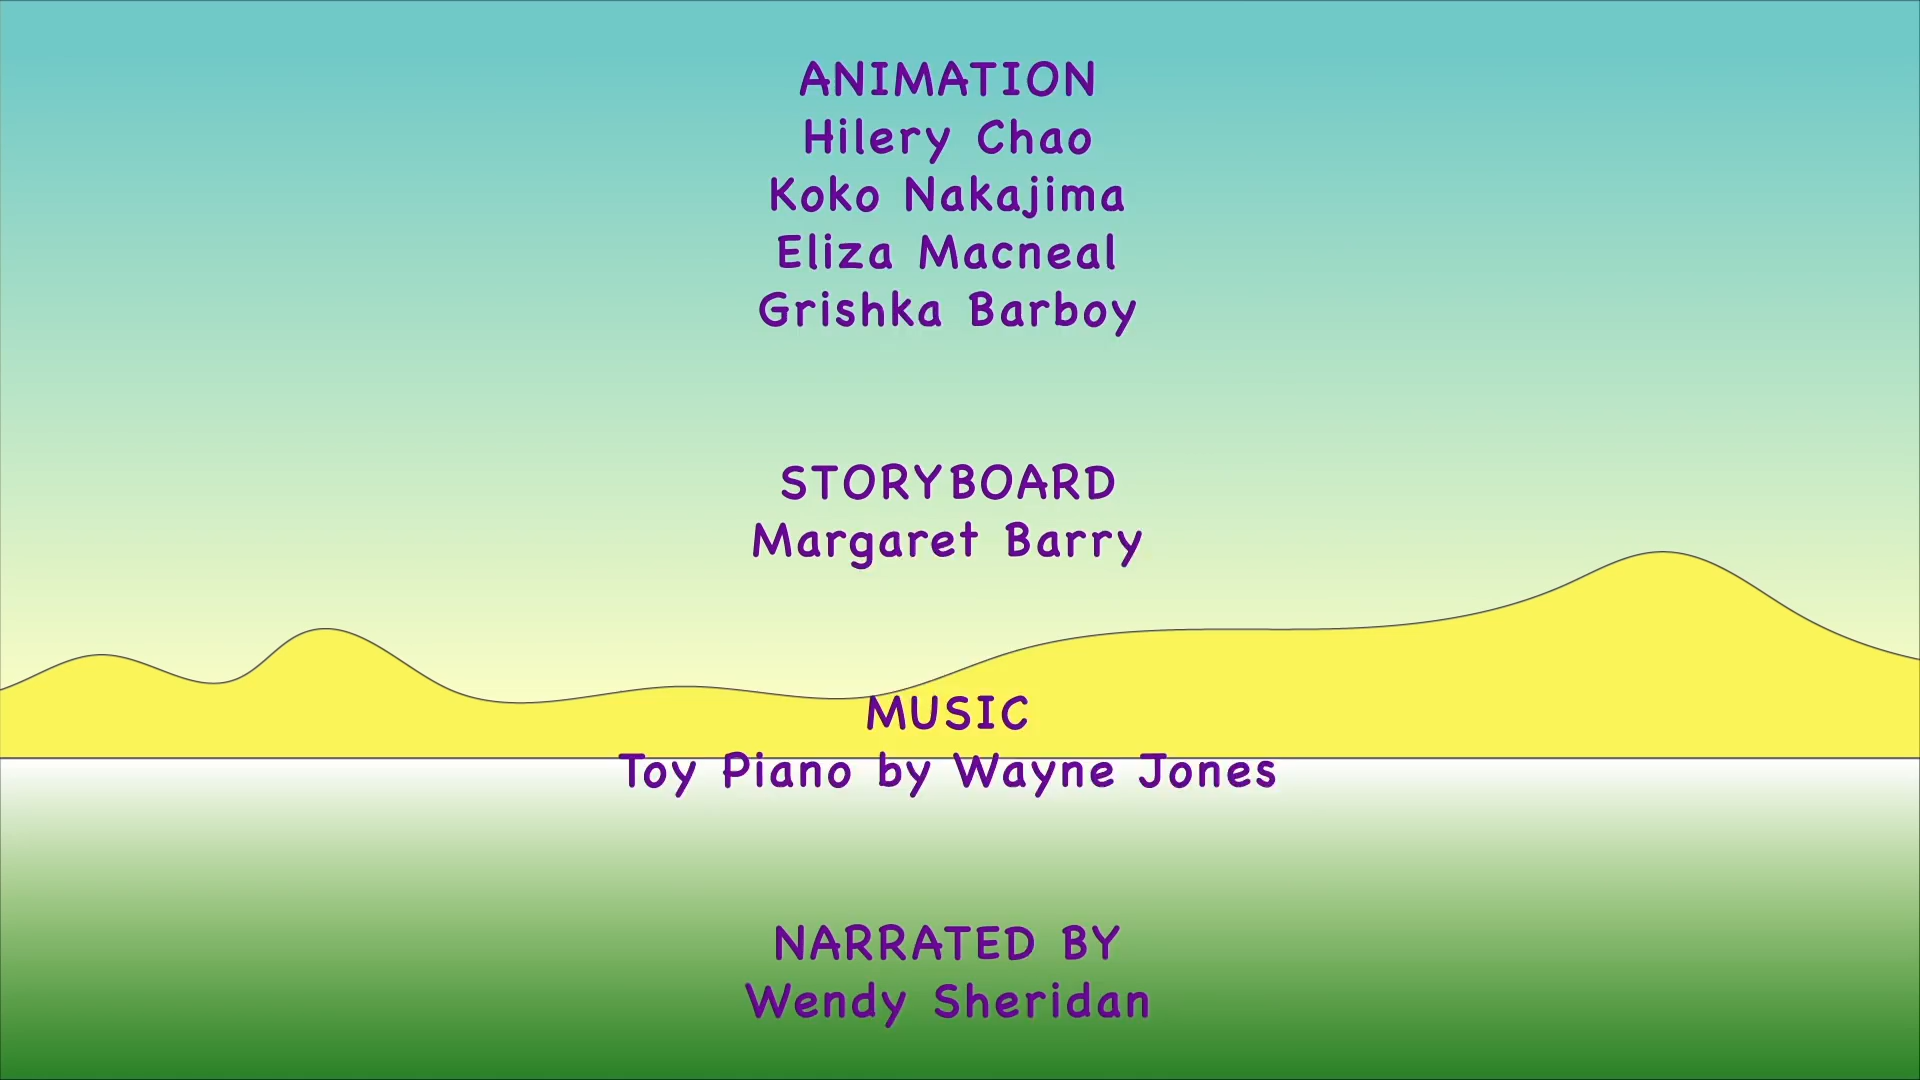 ANIMATION
Hilery Chao
Koko Nakajima
Eliza Macneal
Grishka Barboy
STORYBOARD
Margaret Barry
MUSIC
Toy Piano by Wayne Jones
NARRATED BY
Wendy Sheridan